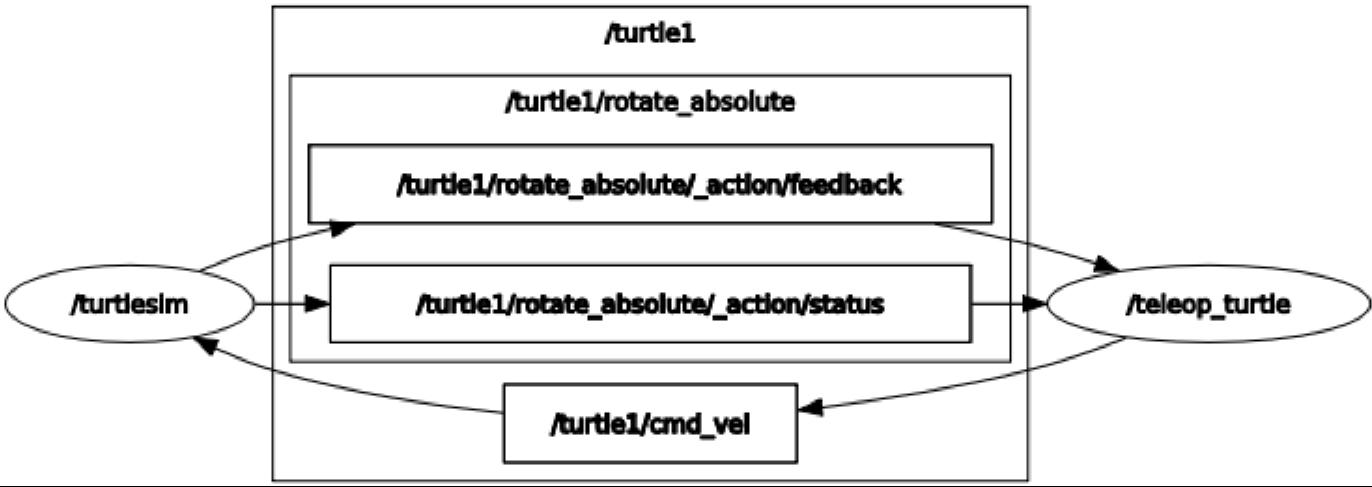 /turtle1
/turtle1/rotate_absolute
/turtle1/rotate_absolute/_action/feedback
/turtlesim
/turtle1/rotate_absolute/_action/status
/teleop_turtle
/turtle1/cmd_vel